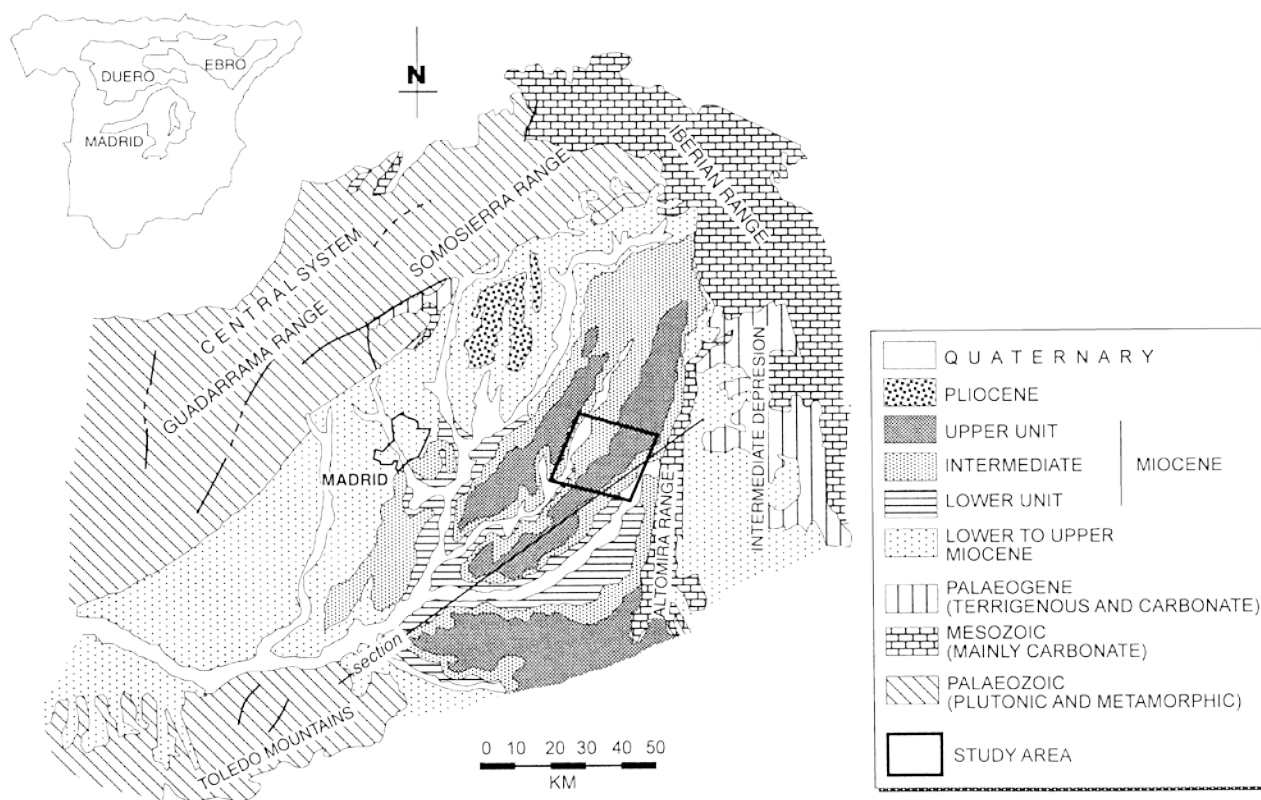 DUERO
EBRO
MADRID
N
IBERIAN RANGE
SOMOSIERRA RANGE
CENTRAL SYSTEM
GUADARRAMA RANGE
MADRID
INTERMEDIATE DEPRESION
ALTOMIRA RANGE
section
TOLEDO MOUNTAINS
0 10 20 30 40 50
KM
QUATERNARY
PLIOCENE
UPPER UNIT
INTERMEDIATE
MIOCENE
LOWER UNIT
LOWER TO UPPER
MIOCENE
PALAEOGENE
(TERRIGENOUS AND CARBONATE)
MESOZOIC
(MAINLY CARBONATE)
PALAEOZOIC
(PLUTONIC AND METAMORPHIC)
STUDY AREA